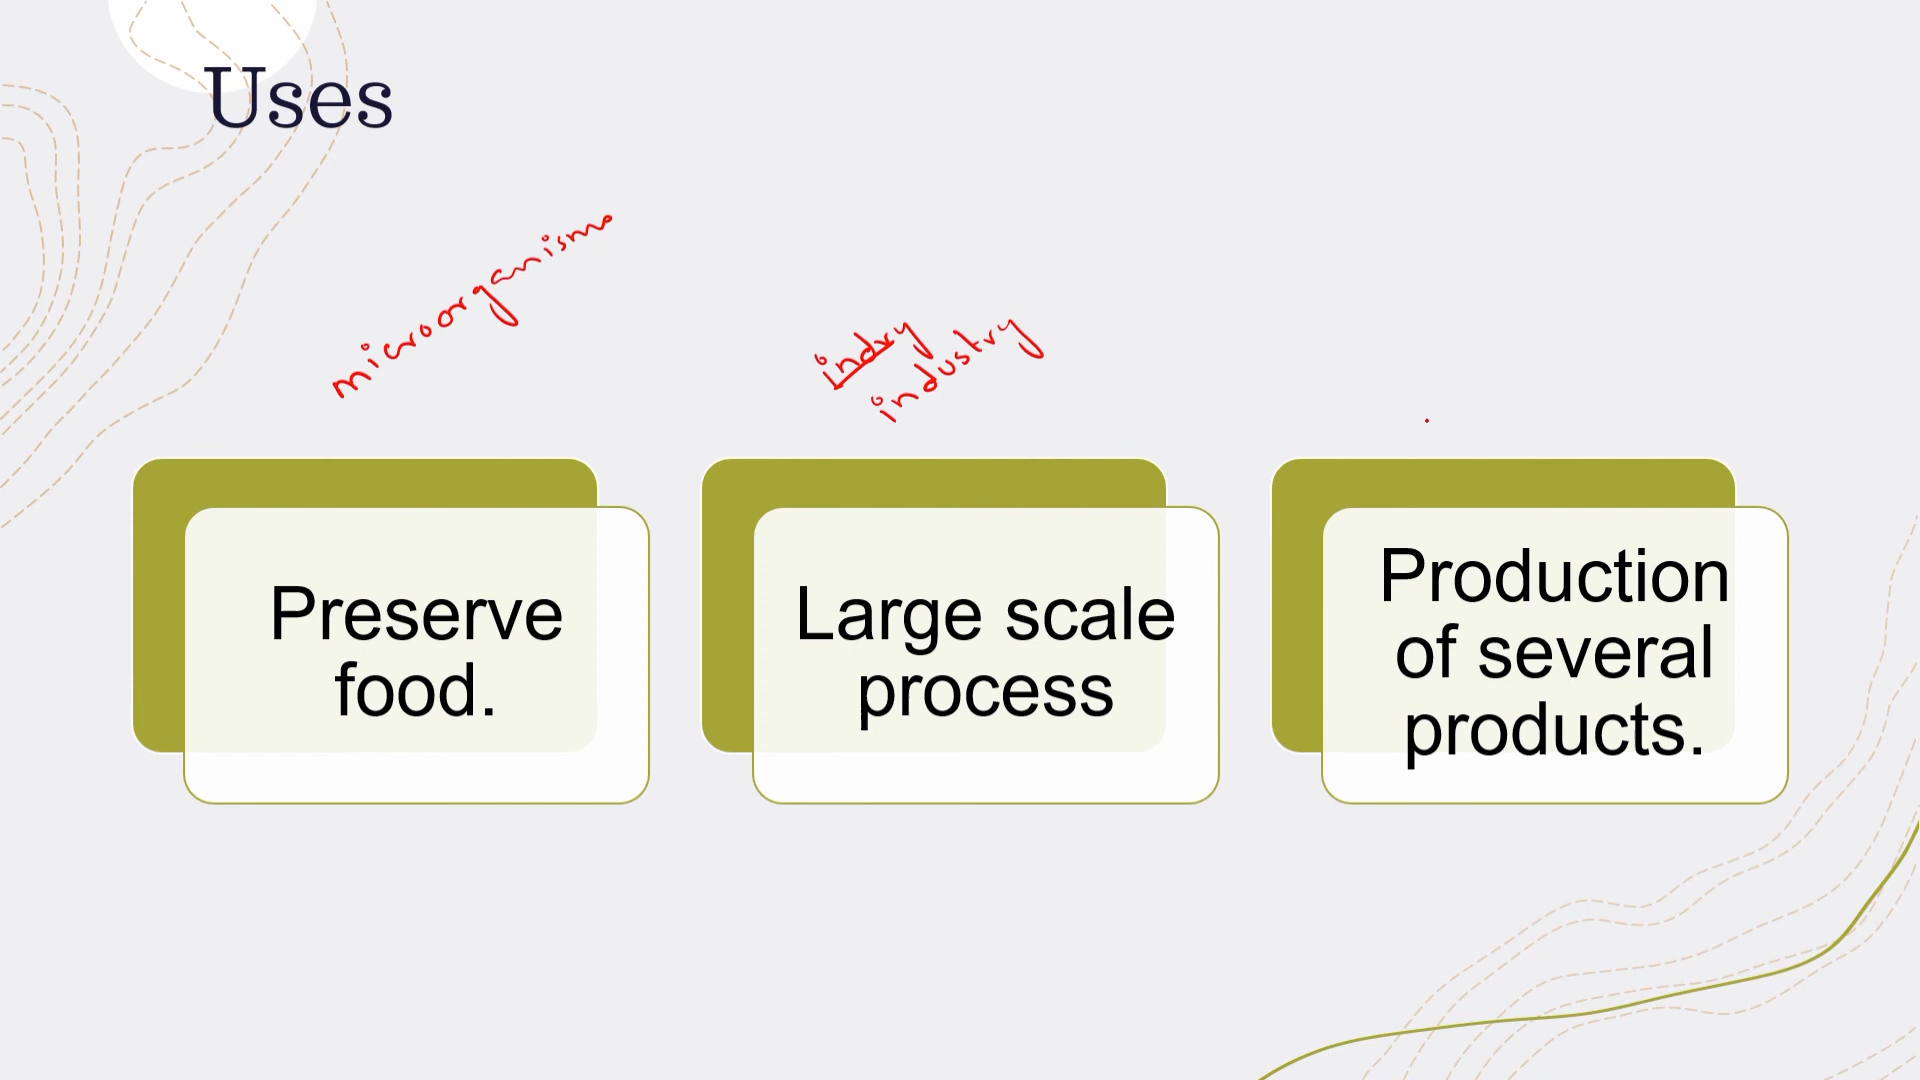 Uses
microorganisms
indry
industry
Preserve
food.
Large scale
process
Production
of several
products.